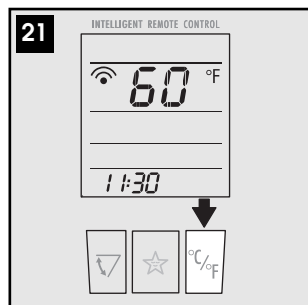 21
INTELLIGENT REMOTE CONTROL
60 °F
11:30
°C/°F